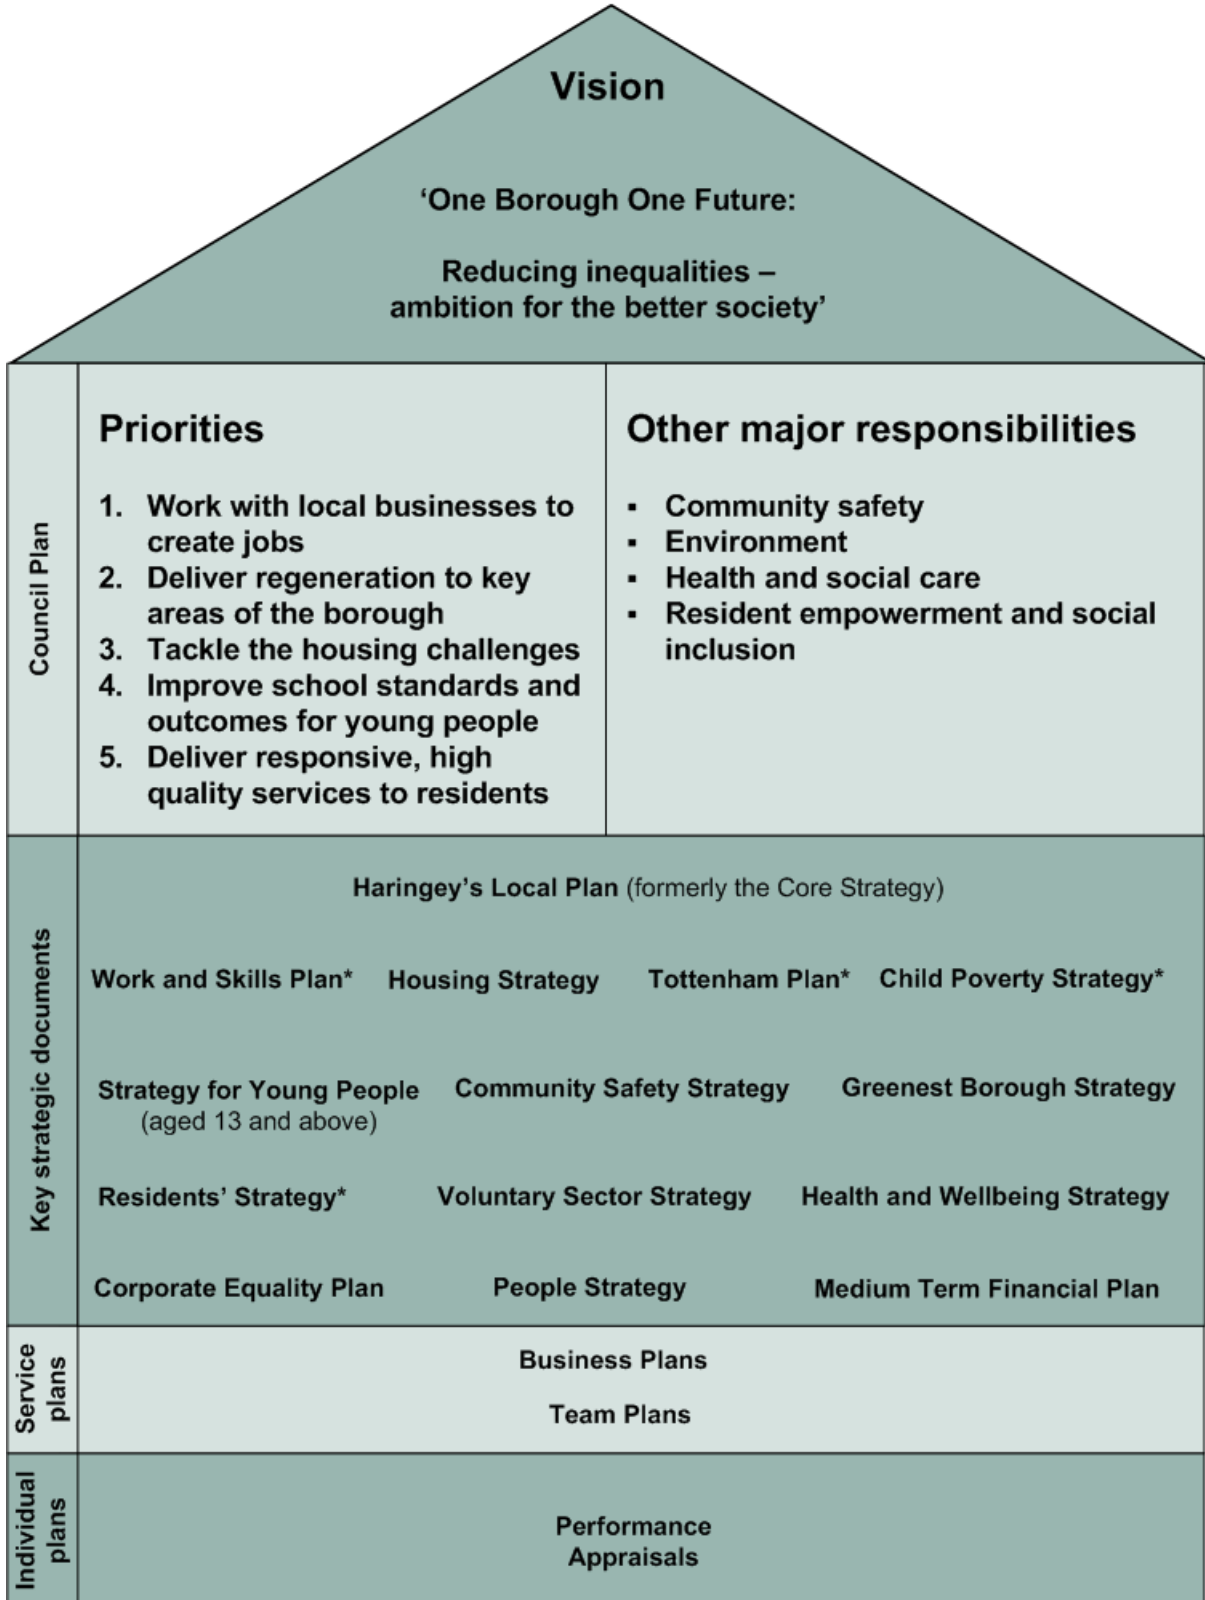 Vision
‘One Borough One Future:
Reducing inequalities –
ambition for the better society’
Council Plan
Priorities
1. Work with local businesses to
create jobs
2. Deliver regeneration to key
areas of the borough
3. Tackle the housing challenges
4. Improve school standards and
outcomes for young people
5. Deliver responsive, high
quality services to residents
Other major responsibilities
▪ Community safety
▪ Environment
▪ Health and social care
▪ Resident empowerment and social
inclusion
Key strategic documents
Haringey’s Local Plan (formerly the Core Strategy)
Work and Skills Plan* Housing Strategy Tottenham Plan* Child Poverty Strategy*
Strategy for Young People Community Safety Strategy Greenest Borough Strategy
(aged 13 and above)
Residents’ Strategy* Voluntary Sector Strategy Health and Wellbeing Strategy
Corporate Equality Plan People Strategy Medium Term Financial Plan
Service
plans
Business Plans
Team Plans
Individual
plans
Performance
Appraisals